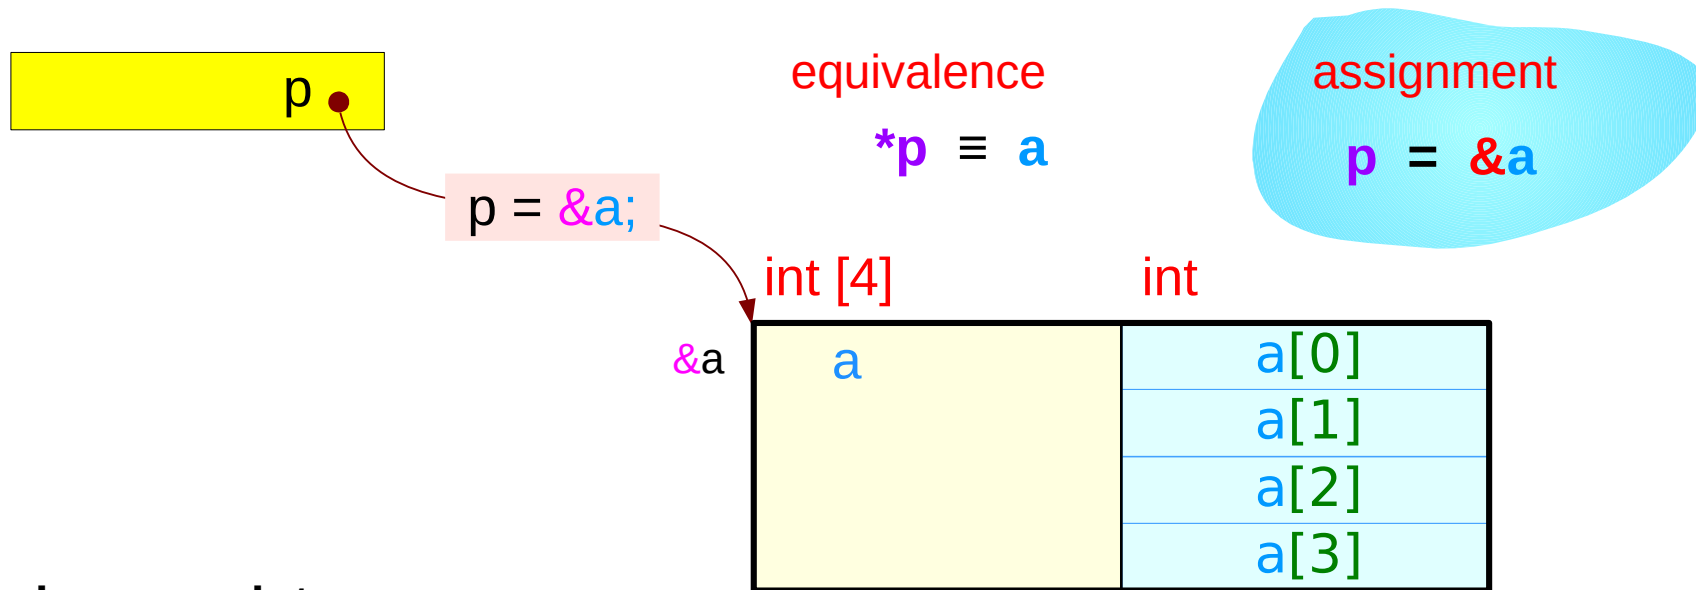 equivalence
assignment
p
*p ≡ a
p = &a
p = &a;
int [4]
int
&a
a
a[0]
a[1]
a[2]
a[3]